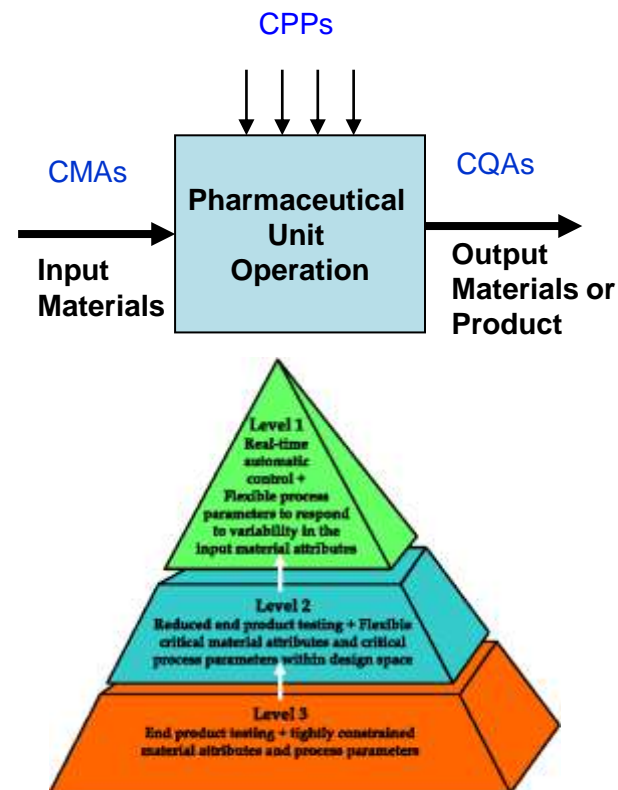 CPPs
CMAs
CQAs
Pharmaceutical
Unit
Operation
Input
Materials
Output
Materials or
Product
Level 1
Real-time
automatic
control +
Flexible process
parameters to respond
to variability in the
input material attributes
Level 2
Reduced end product testing + Flexible
critical material attributes and critical
process parameters within design space
Level 3
End product testing + tightly constrained
material attributes and process parameters